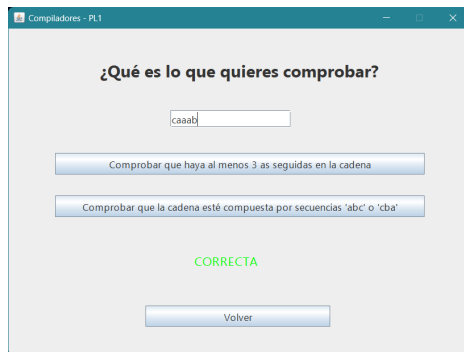 Compiladores - PL1
¿Qué es lo que quieres comprobar?
caaab
Comprobar que haya al menos 3 as seguidas en la cadena
Comprobar que la cadena esté compuesta por secuencias 'abc' o 'cba'
CORRECTA
Volver